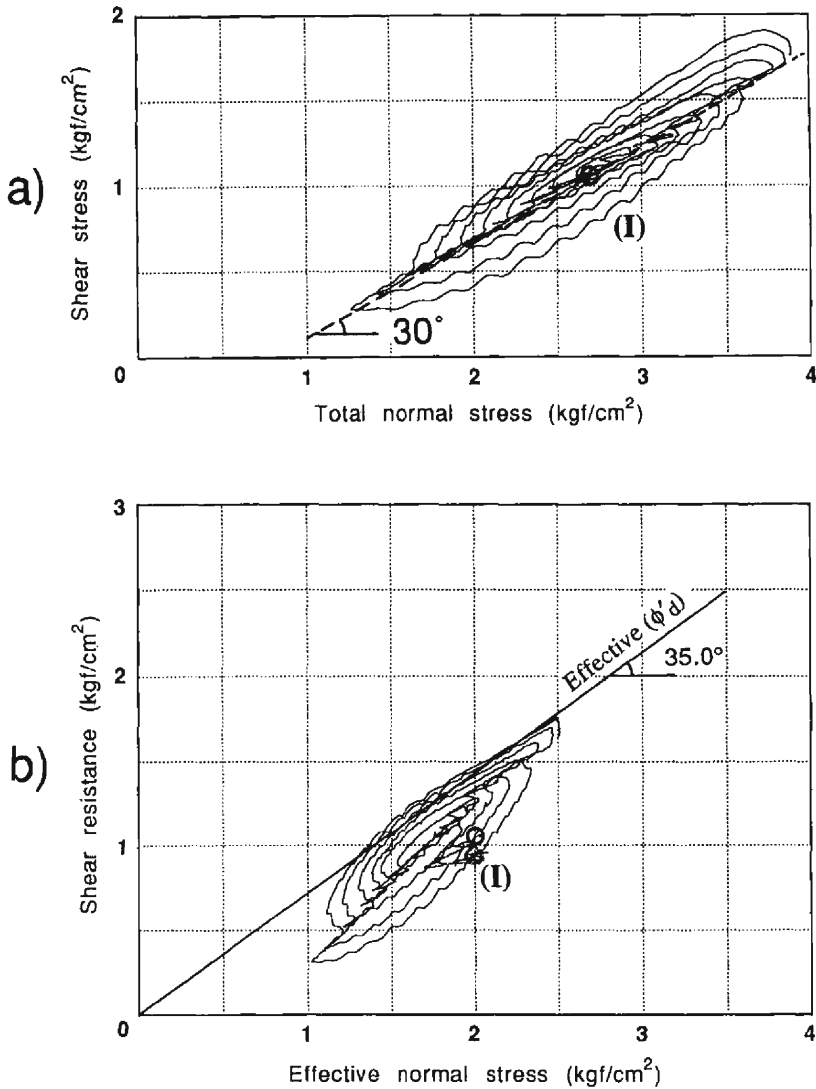 a)
Shear stress (kgf/cm²)
2
1
0
1
2
3
4
(I)
30°
Total normal stress (kgf/cm²)
b)
Shear resistance (kgf/cm²)
3
2
1
0
1
2
3
4
Effective (ϕ'd)
35.0°
(I)
Effective normal stress (kgf/cm²)